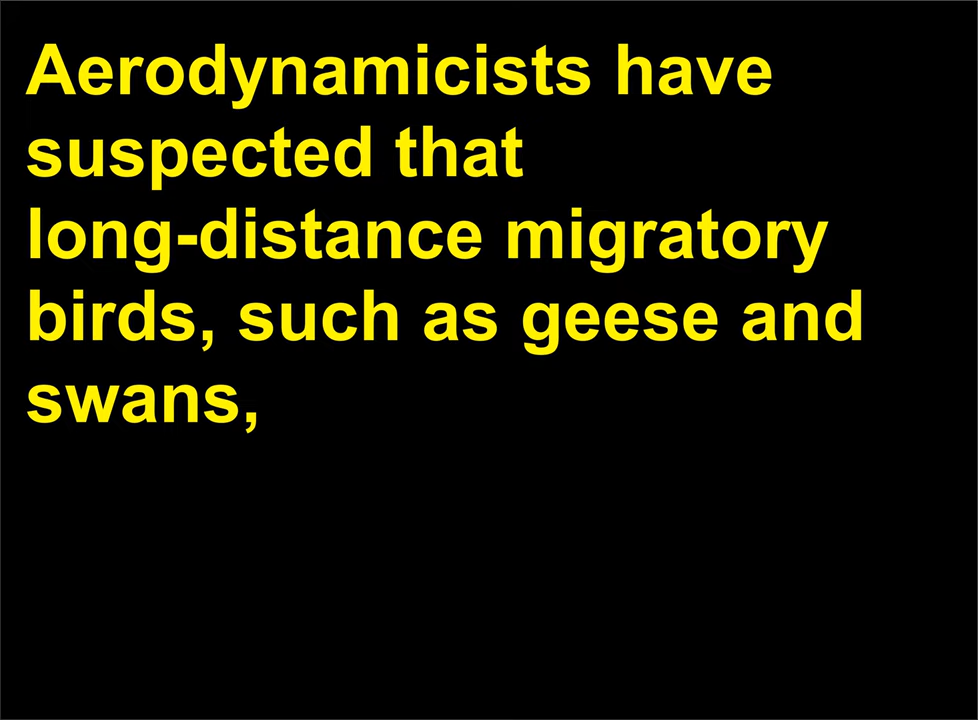 Aerodynamicists have
suspected that
long-distance migratory
birds, such as geese and
swans,